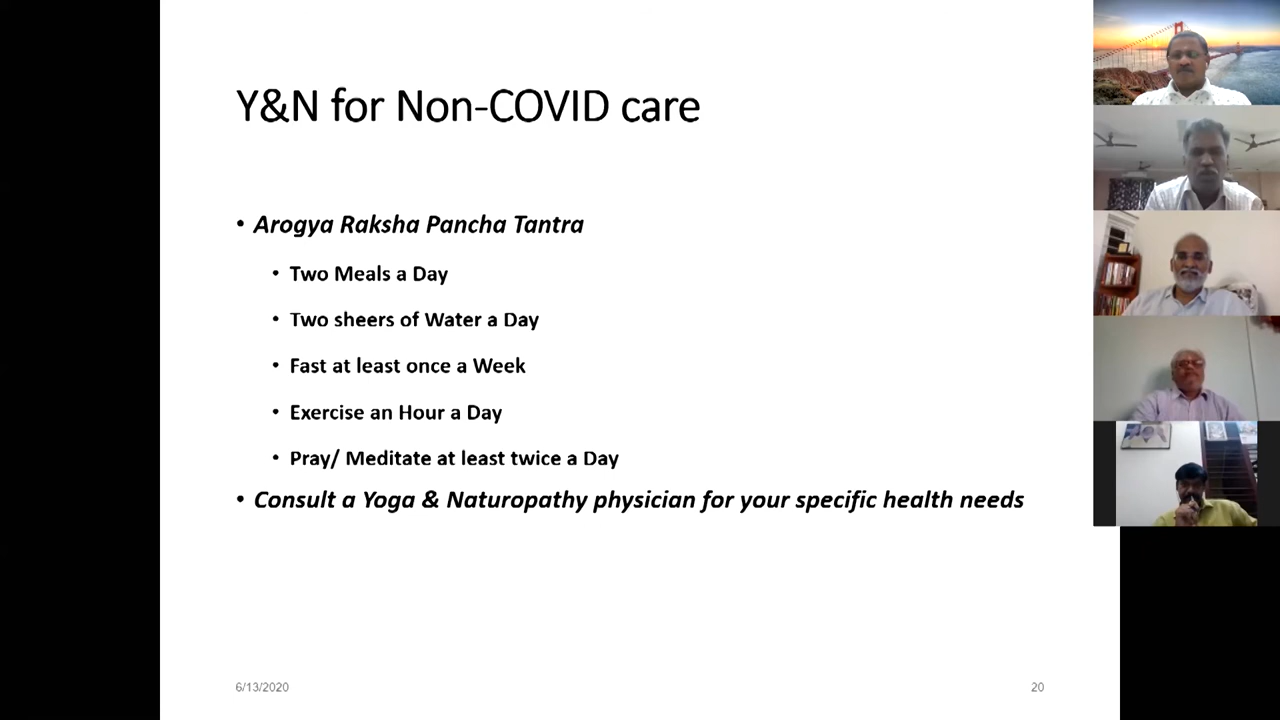 Y&N for Non-COVID care
• Arogya Raksha Pancha Tantra
• Two Meals a Day
• Two sheers of Water a Day
• Fast at least once a Week
• Exercise an Hour a Day
• Pray/ Meditate at least twice a Day
• Consult a Yoga & Naturopathy physician for your specific health needs
6/13/2020
20